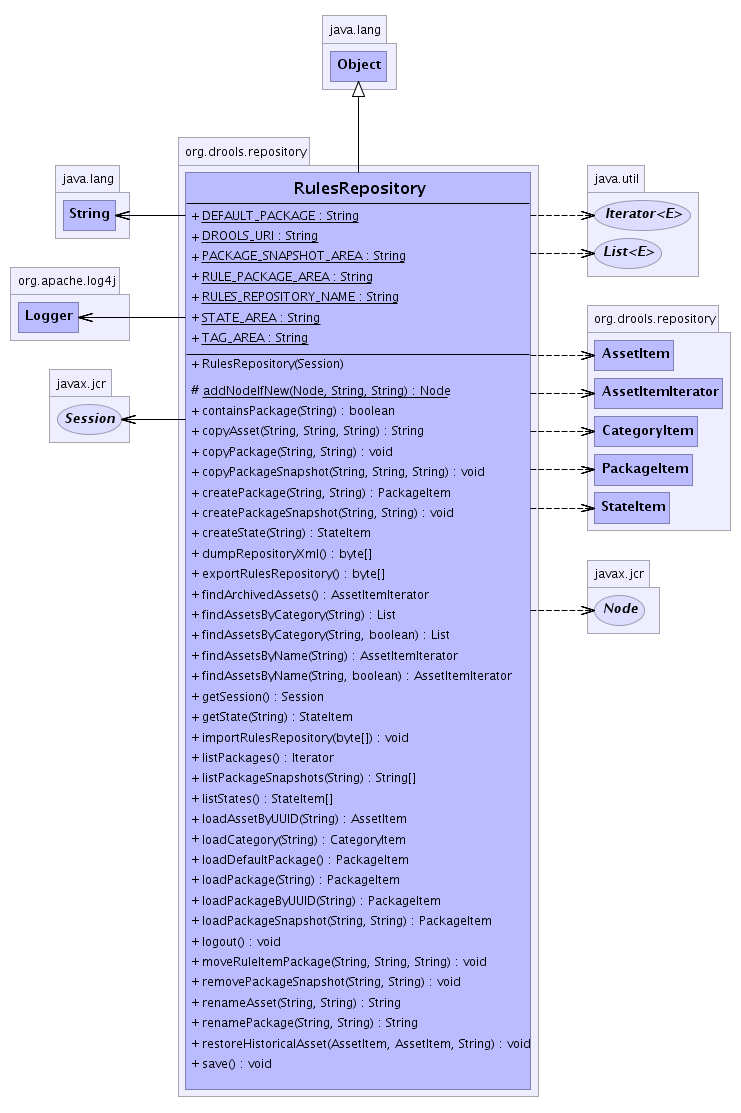 java.lang
Object
org.drools.repository
RulesRepository
+ DEFAULT_PACKAGE : String
+ DROOLS_URI : String
+ PACKAGE_SNAPSHOT_AREA : String
+ RULE_PACKAGE_AREA : String
+ RULES_REPOSITORY_NAME : String
+ STATE_AREA : String
+ TAG_AREA : String
+ RulesRepository(Session)
# addNodeIfNew(Node, String, String) : Node
+ containsPackage(String) : boolean
+ copyAsset(String, String, String) : String
+ copyPackage(String, String) : void
+ copyPackageSnapshot(String, String, String) : void
+ createPackage(String, String) : PackageItem
+ createPackageSnapshot(String, String) : void
+ createState(String) : StateItem
+ dumpRepositoryXml() : byte[]
+ exportRulesRepository() : byte[]
+ findArchivedAssets() : AssetItemIterator
+ findAssetsByCategory(String) : List
+ findAssetsByCategory(String, boolean) : List
+ findAssetsByName(String) : AssetItemIterator
+ findAssetsByName(String, boolean) : AssetItemIterator
+ getSession() : Session
+ getState(String) : StateItem
+ importRulesRepository(byte[]) : void
+ listPackages() : Iterator
+ listPackageSnapshots(String) : String[]
+ listStates() : StateItem[]
+ loadAssetByUUID(String) : AssetItem
+ loadCategory(String) : CategoryItem
+ loadDefaultPackage() : PackageItem
+ loadPackage(String) : PackageItem
+ loadPackageByUUID(String) : PackageItem
+ loadPackageSnapshot(String, String) : PackageItem
+ logout() : void
+ moveRuleItemPackage(String, String, String) : void
+ removePackageSnapshot(String, String) : void
+ renameAsset(String, String) : String
+ renamePackage(String, String) : String
+ restoreHistoricalAsset(AssetItem, AssetItem, String) : void
+ save() : void
java.lang
String
org.apache.log4j
Logger
javax.jcr
Session
java.util
Iterator<E>
List<E>
org.drools.repository
AssetItem
AssetItemIterator
CategoryItem
PackageItem
StateItem
javax.jcr
Node